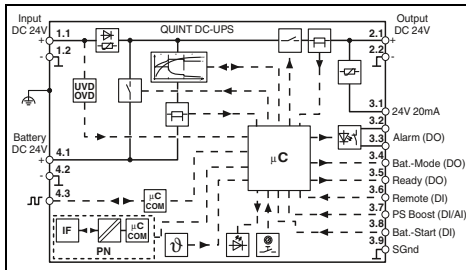 Input
DC 24V
QUINT DC-UPS
Output
DC 24V
1.1
+
1.2
-
2.1
+
2.2
-
UVD
OVD
3.1
24V 20mA
3.2
Alarm (DO)
3.3
Battery
DC 24V
4.1
+
4.2
-
4.3
µC
3.4
Bat.-Mode (DO)
3.5
Ready (DO)
3.6
Remote (DI)
3.7
PS Boost (DI/AI)
3.8
Bat.-Start (DI)
3.9
SGnd
µC
COM
IF
µC
COM
PN
ϑ